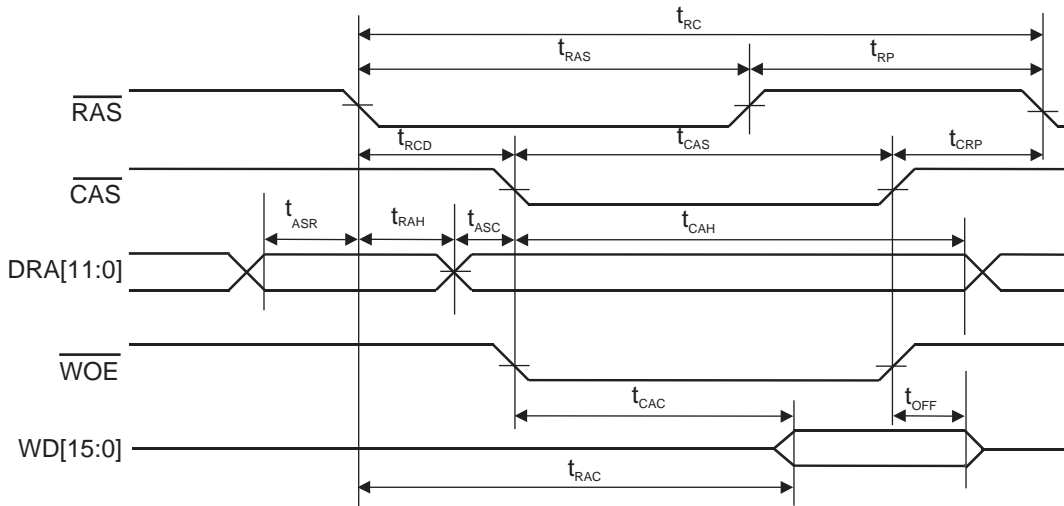 tRC
tRAS
tRP
RAS
tRCD
tCAS
tCRP
CAS
tASR
tRAH
tASC
tCAH
DRA[11:0]
WOE
tCAC
tOFF
WD[15:0]
tRAC